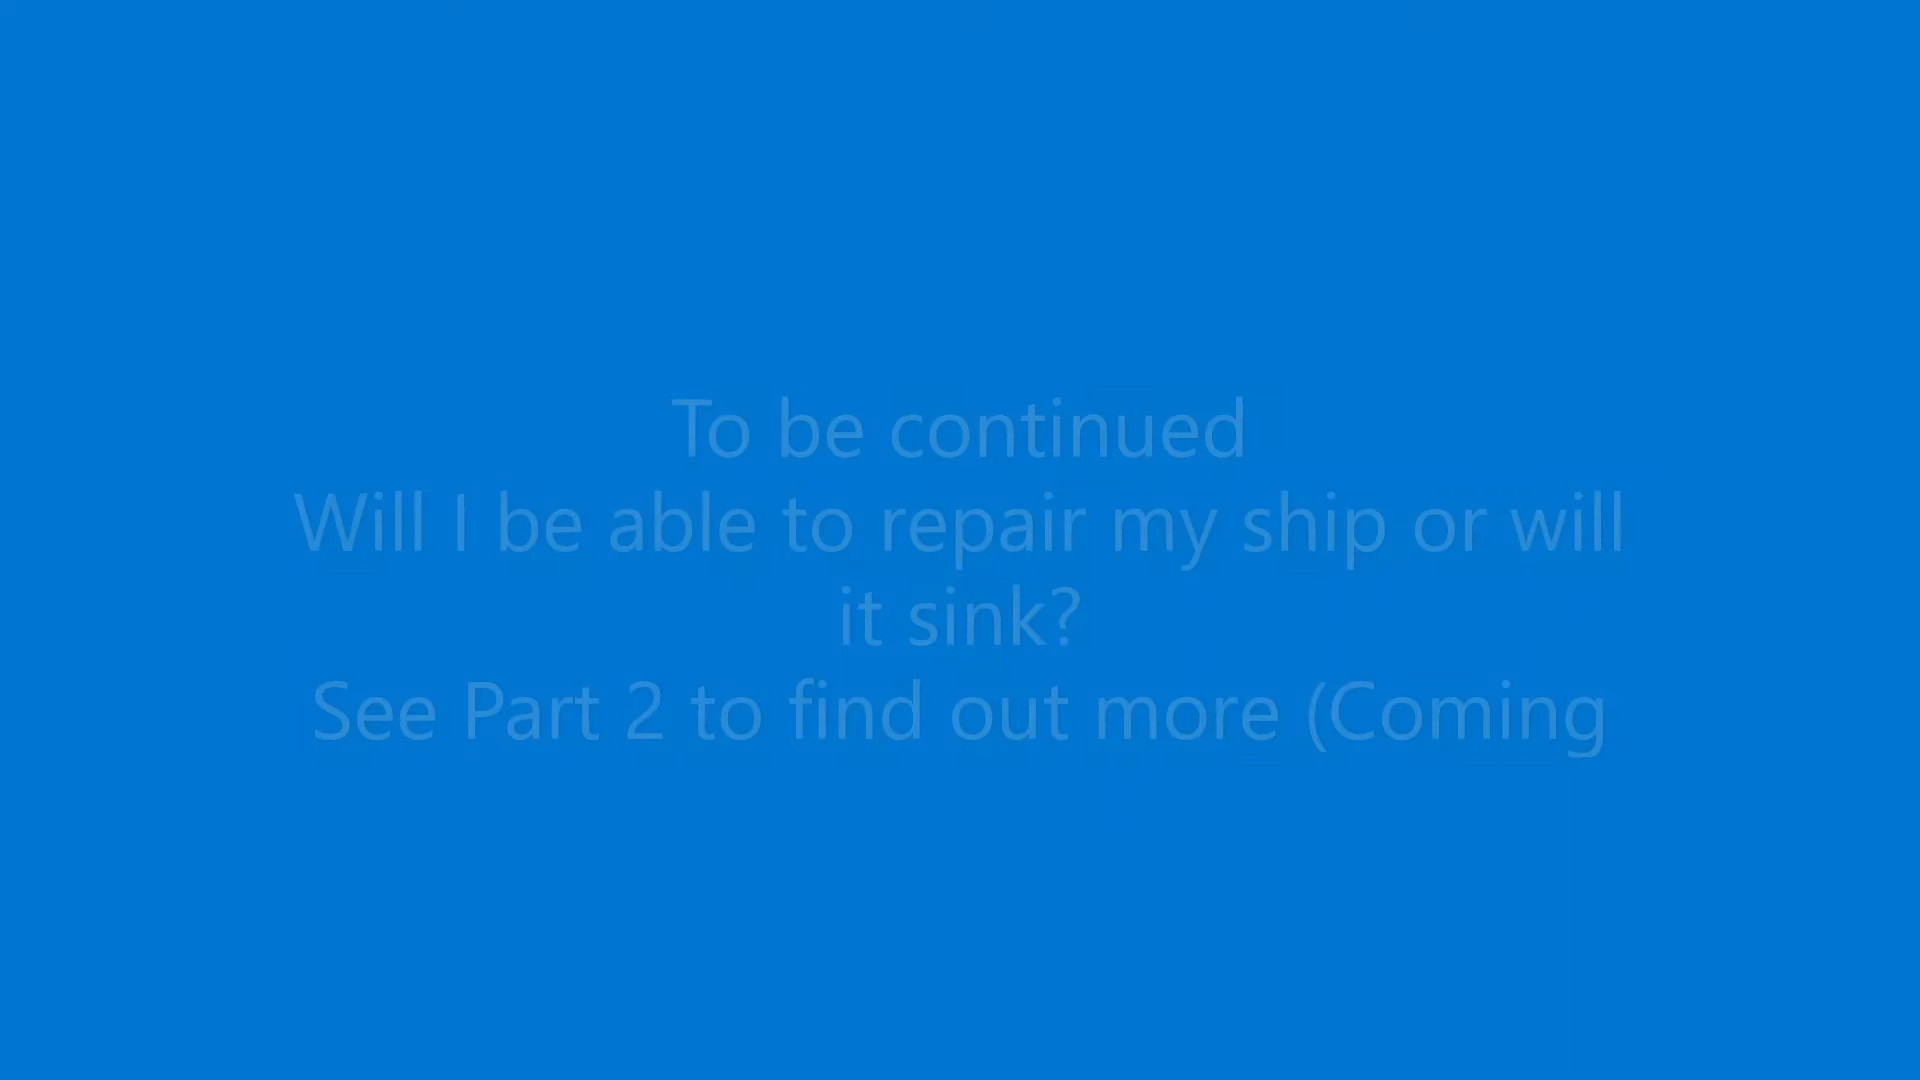 To be continued
Will I be able to repair my ship or will
it sink?
See Part 2 to find out more (Coming